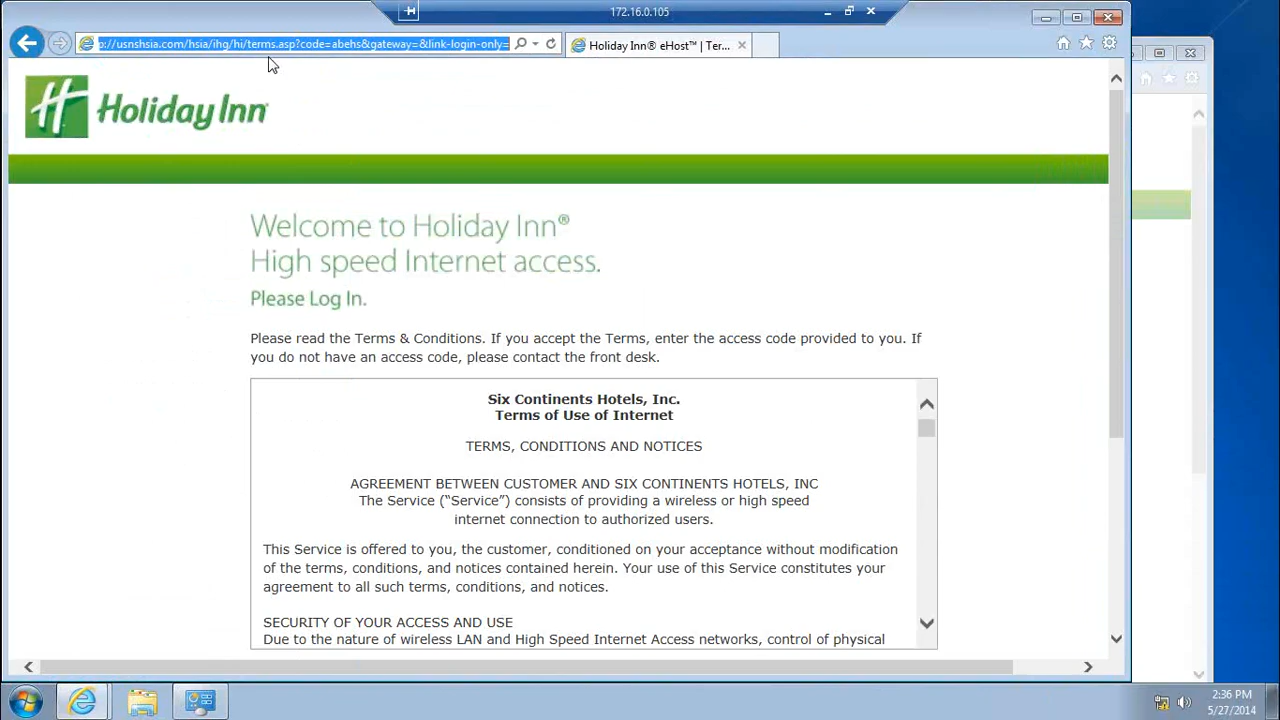 172.16.0.105
p://usnshsia.com/hsia/ihg/hi/terms.asp?code=abehs&gateway=&link-login-only=
Holiday Inn® eHost™ | Ter...
Holiday Inn
Welcome to Holiday Inn®
High speed Internet access.
Please Log In.
Please read the Terms & Conditions. If you accept the Terms, enter the access code provided to you. If
you do not have an access code, please contact the front desk.
Six Continents Hotels, Inc.
Terms of Use of Internet
TERMS, CONDITIONS AND NOTICES
AGREEMENT BETWEEN CUSTOMER AND SIX CONTINENTS HOTELS, INC
The Service (“Service”) consists of providing a wireless or high speed
internet connection to authorized users.
This Service is offered to you, the customer, conditioned on your acceptance without modification
of the terms, conditions, and notices contained herein. Your use of this Service constitutes your
agreement to all such terms, conditions, and notices.
SECURITY OF YOUR ACCESS AND USE
Due to the nature of wireless LAN and High Speed Internet Access networks, control of physical
2:36 PM
5/27/2014